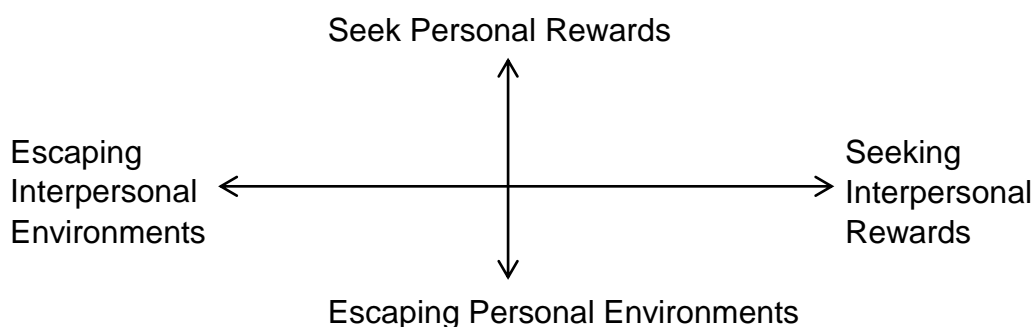 Seek Personal Rewards
Escaping
Interpersonal
Environments
Seeking
Interpersonal
Rewards
Escaping Personal Environments